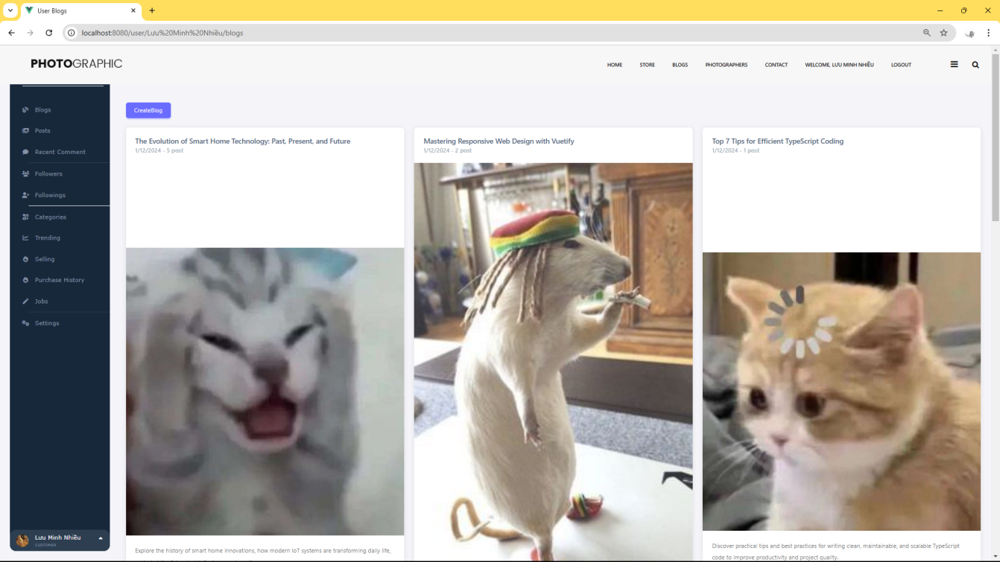 User Blogs
localhost:8080/user/Lưu%20Minh%20Nhiều/blogs
PHOTOGRAPHIC
HOME
STORE
BLOGS
PHOTOGRAPHERS
CONTACT
WELCOME, LƯU MINH NHIỀU
LOGOUT
Blogs
Posts
Recent Comment
Followers
Followings
Categories
Trending
Selling
Purchase History
Jobs
Settings
Lưu Minh Nhiều
CUSTOMER
CreateBlog
The Evolution of Smart Home Technology: Past, Present, and Future
1/12/2024 - 5 post
Explore the history of smart home innovations, how modern IoT systems are transforming daily life,
Mastering Responsive Web Design with Vuetify
1/12/2024 - 2 post
Top 7 Tips for Efficient TypeScript Coding
1/12/2024 - 1 post
Discover practical tips and best practices for writing clean, maintainable, and scalable TypeScript
code to improve productivity and project quality.